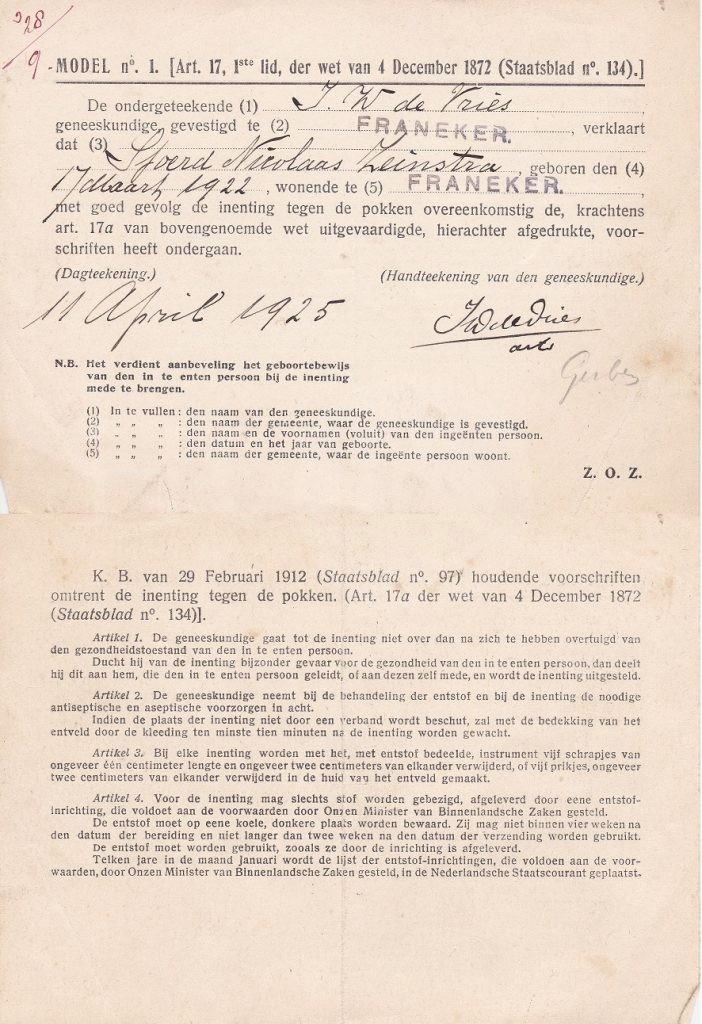 228
9
MODEL nº. 1. [Art. 17, 1ste lid, der wet van 4 December 1872 (Staatsblad nº. 134).]
De ondergeteekende (1) J. W. de Vries
geneeskundige gevestigd te (2) FRANEKER. , verklaart
dat (3) Sjoerd Nicolaas Zeinstra , geboren den (4)
17 Maart 1922 , wonende te (5) FRANEKER.
met goed gevolg de inenting tegen de pokken overeenkomstig de, krachtens
art. 17a van bovengenoemde wet uitgevaardigde, hierachter afgedrukte, voor-
schriften heeft ondergaan.
(Dagteekening.) (Handteekening van den geneeskundige.)
11 April 1925 JWdeVries
arts
Gerben
N.B. Het verdient aanbeveling het geboortebewijs
van den in te enten persoon bij de inenting
mede te brengen.
(1) In te vullen : den naam van den geneeskundige.
(2) „ „ „ : den naam der gemeente, waar de geneeskundige is gevestigd.
(3) „ „ „ : den naam en de voornamen (voluit) van den ingeënten persoon.
(4) „ „ „ : den datum en het jaar van geboorte.
(5) „ „ „ : den naam der gemeente, waar de ingeënte persoon woont.
Z. O. Z.
K. B. van 29 Februari 1912 (Staatsblad nº. 97) houdende voorschriften
omtrent de inenting tegen de pokken. (Art. 17a der wet van 4 December 1872
(Staatsblad nº. 134)].
Artikel 1. De geneeskundige gaat tot de inenting niet over dan na zich te hebben overtuigd van
den gezondheidstoestand van den in te enten persoon.
Ducht hij van de inenting bijzonder gevaar voor de gezondheid van den in te enten persoon, dan deelt
hij dit aan hem, die den in te enten persoon geleidt, of aan dezen zelf mede, en wordt de inenting uitgesteld.
Artikel 2. De geneeskundige neemt bij de behandeling der entstof en bij de inenting de noodige
antiseptische en aseptische voorzorgen in acht.
Indien de plaats der inenting niet door een verband wordt beschut, zal met de bedekking van het
entveld door de kleeding ten minste tien minuten na de inenting worden gewacht.
Artikel 3. Bij elke inenting worden met het, met entstof bedeelde, instrument vijf schrapjes van
ongeveer één centimeter lengte en ongeveer twee centimeters van elkander verwijderd, of vijf prikjes, ongeveer
twee centimeters van elkander verwijderd in de huid van het entveld gemaakt.
Artikel 4. Voor de inenting mag slechts stof worden gebezigd, afgeleverd door eene entstof-
inrichting, die voldoet aan de voorwaarden door Onzen Minister van Binnenlandsche Zaken gesteld.
De entstof moet op eene koele, donkere plaats worden bewaard. Zij mag niet binnen vier weken na
den datum der bereiding en niet langer dan twee weken na den datum der verzending worden gebruikt.
De entstof moet worden gebruikt, zooals ze door de inrichting is afgeleverd.
Telken jare in de maand Januari wordt de lijst der entstof-inrichtingen, die voldoen aan de voor-
waarden, door Onzen Minister van Binnenlandsche Zaken gesteld, in de Nederlandsche Staatscourant geplaatst.